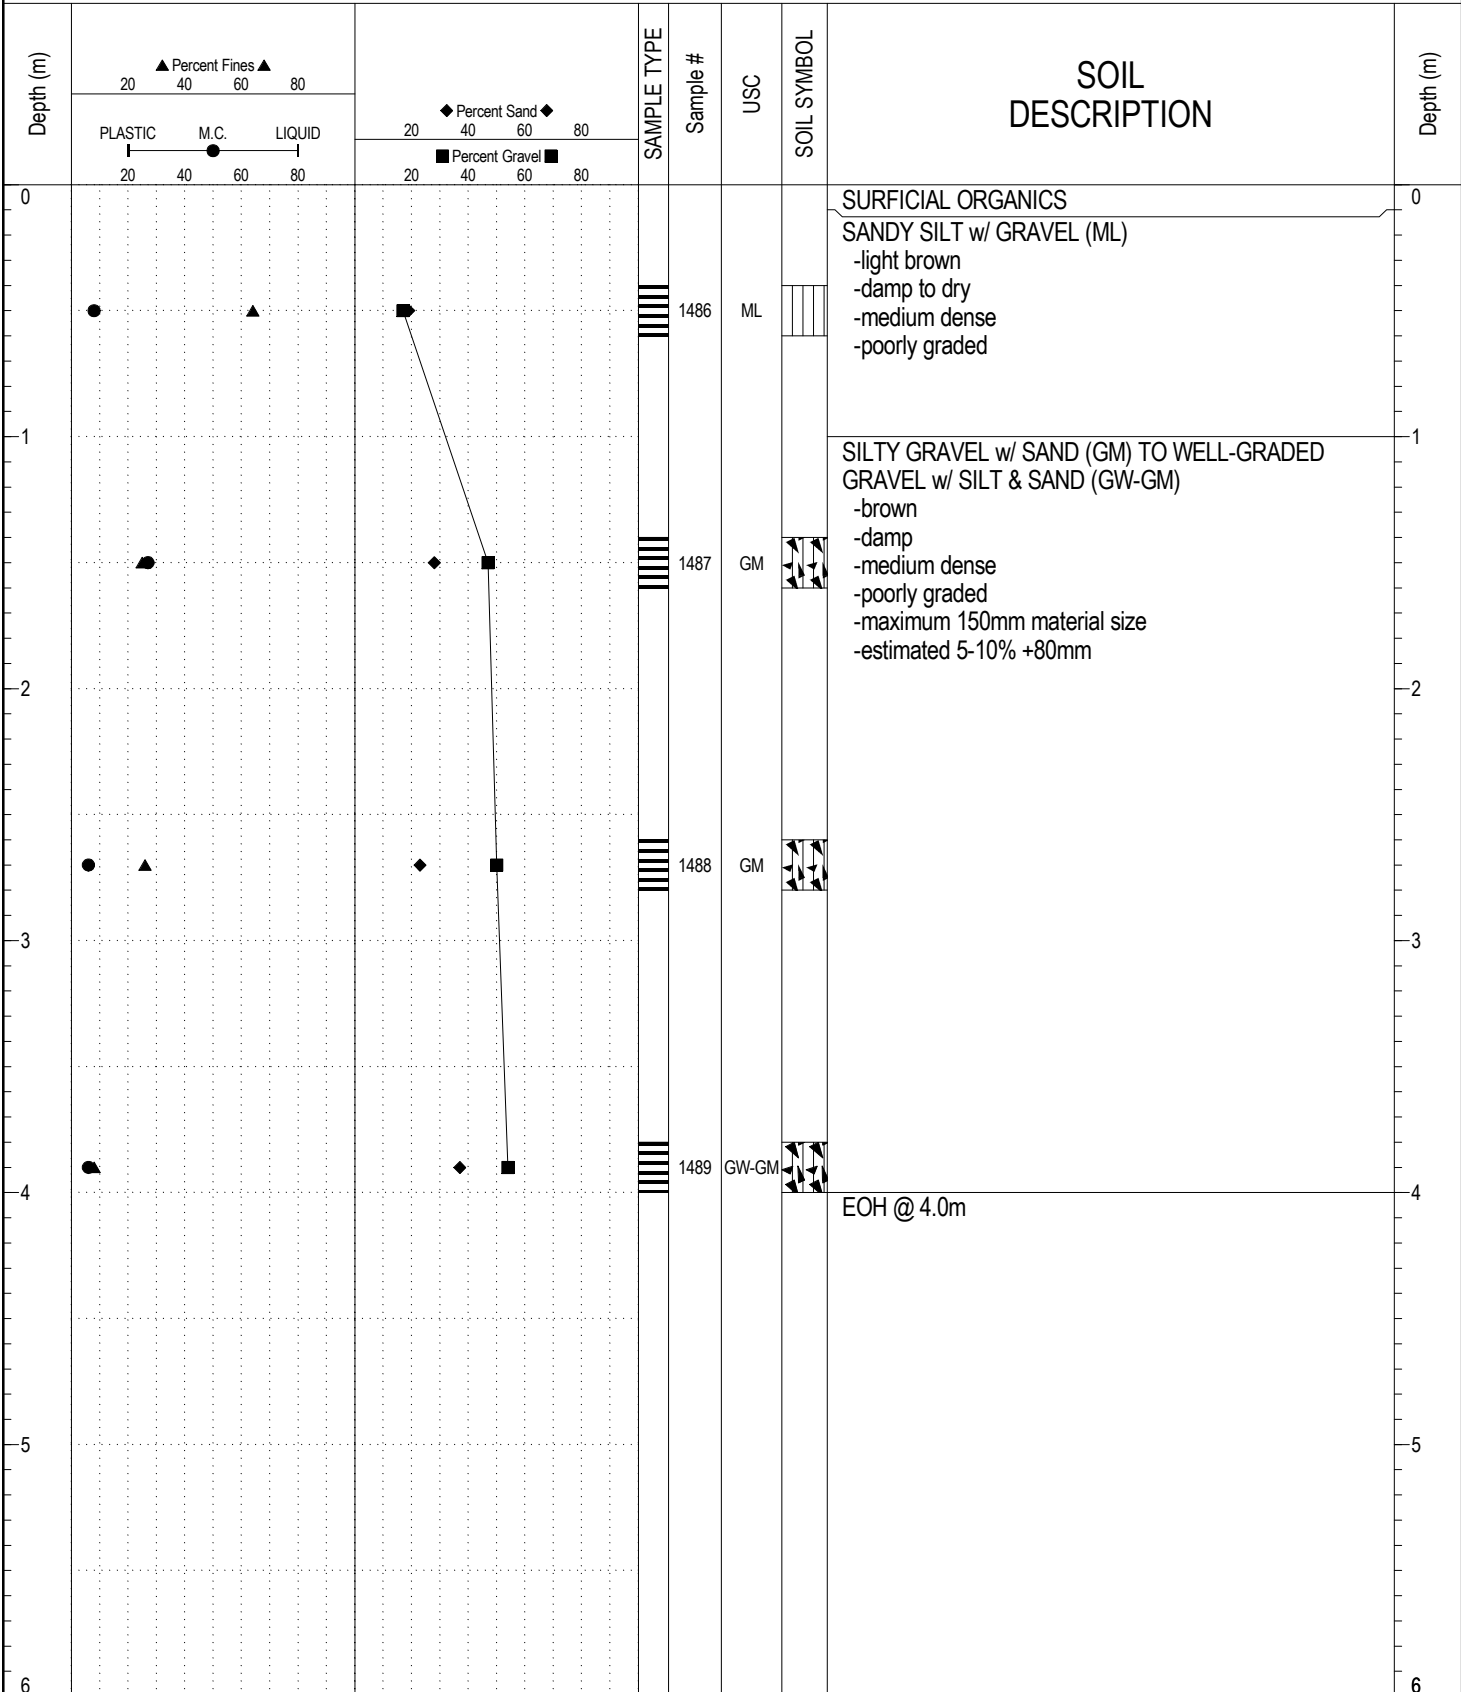 Depth (m)
▲ Percent Fines ▲
20 40 60 80
PLASTIC M.C. LIQUID
20 40 60 80
◆ Percent Sand ◆
20 40 60 80
■ Percent Gravel ■
20 40 60 80
SAMPLE TYPE
Sample #
USC
SOIL SYMBOL
SOIL
DESCRIPTION
Depth (m)
0
SURFICIAL ORGANICS
0
SANDY SILT w/ GRAVEL (ML)
-light brown
-damp to dry
1486 ML
-medium dense
-poorly graded
1
1
SILTY GRAVEL w/ SAND (GM) TO WELL-GRADED
GRAVEL w/ SILT & SAND (GW-GM)
-brown
-damp
1487 GM
-medium dense
-poorly graded
-maximum 150mm material size
-estimated 5-10% +80mm
2
2
1488 GM
3
3
1489 GW-GM
4
4
EOH @ 4.0m
5
5
6
6